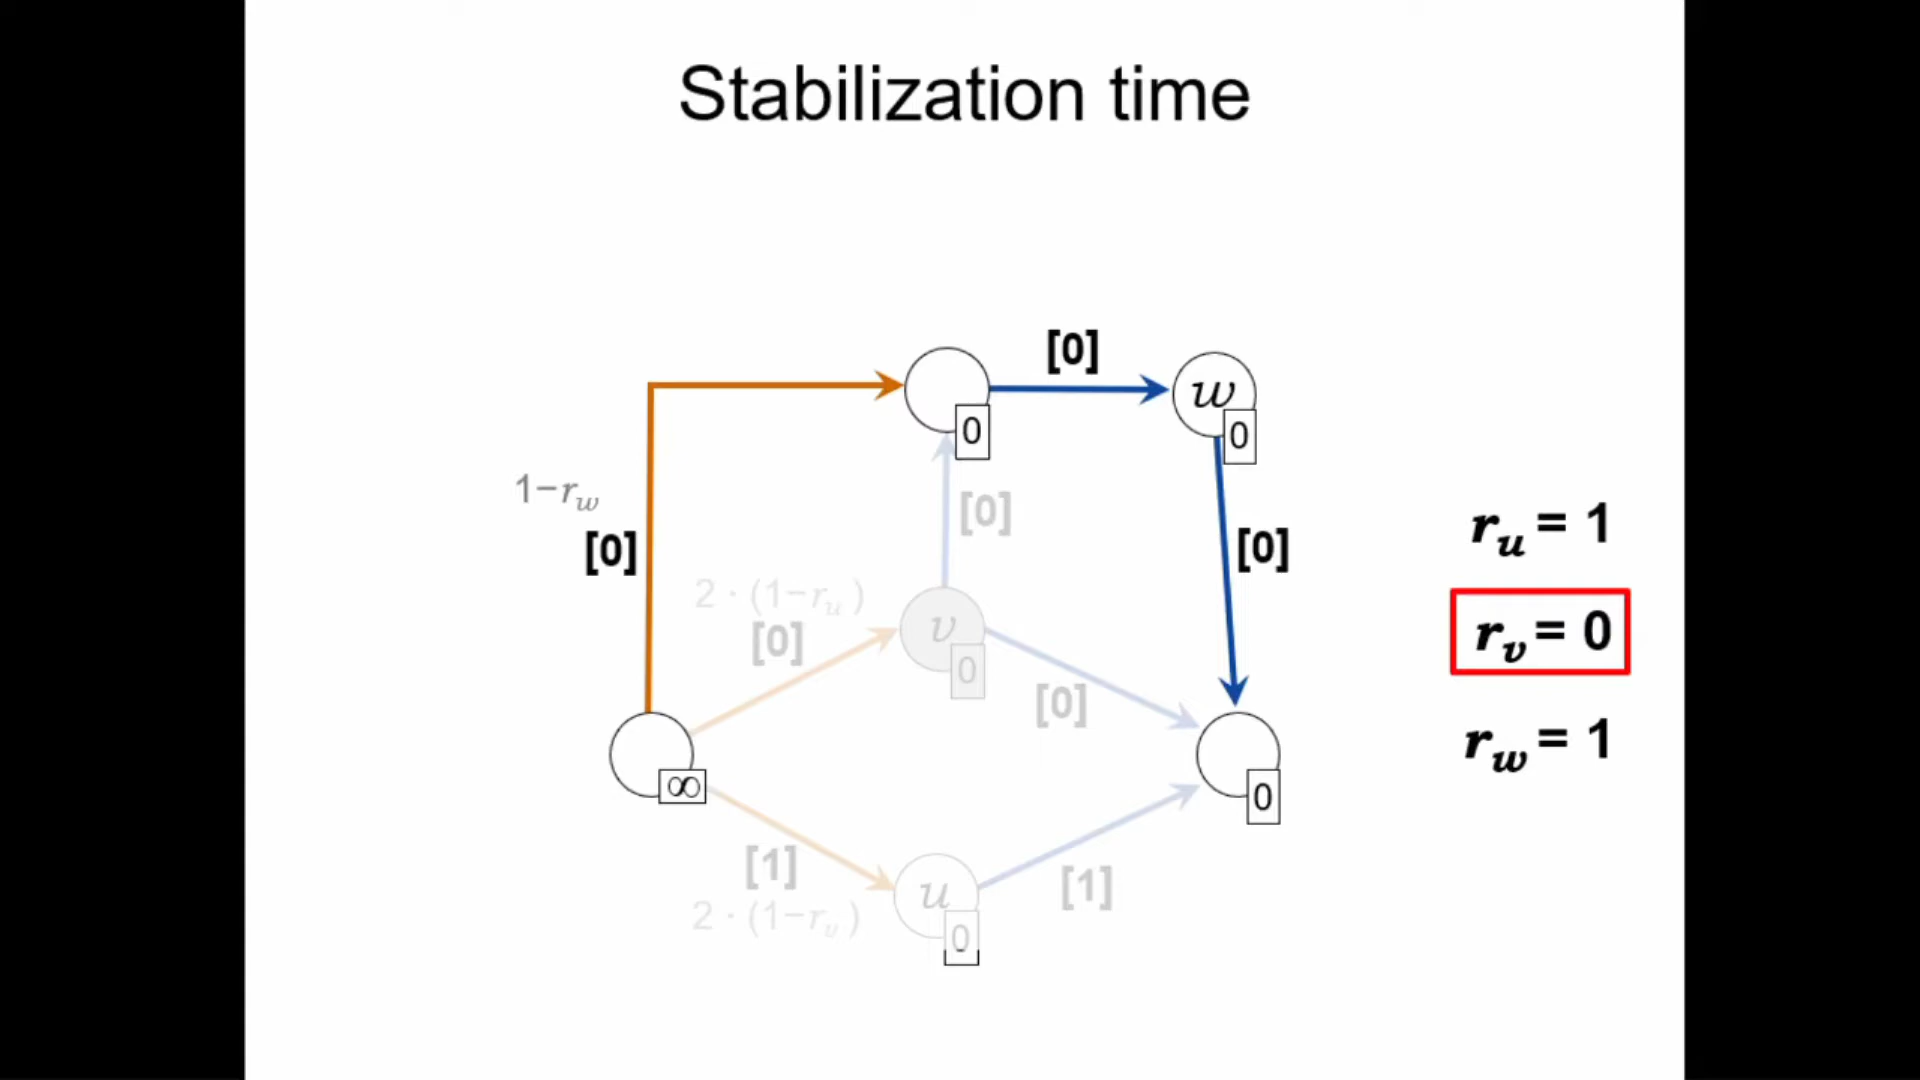 Stabilization time
[0]
w
0
0
1−r_w
[0]
[0]
[0]
r_u = 1
2 · (1−r_u)
[0]
v
0
r_v = 0
[0]
r_w = 1
∞
0
[1]
u
[1]
2 · (1−r_v)
0